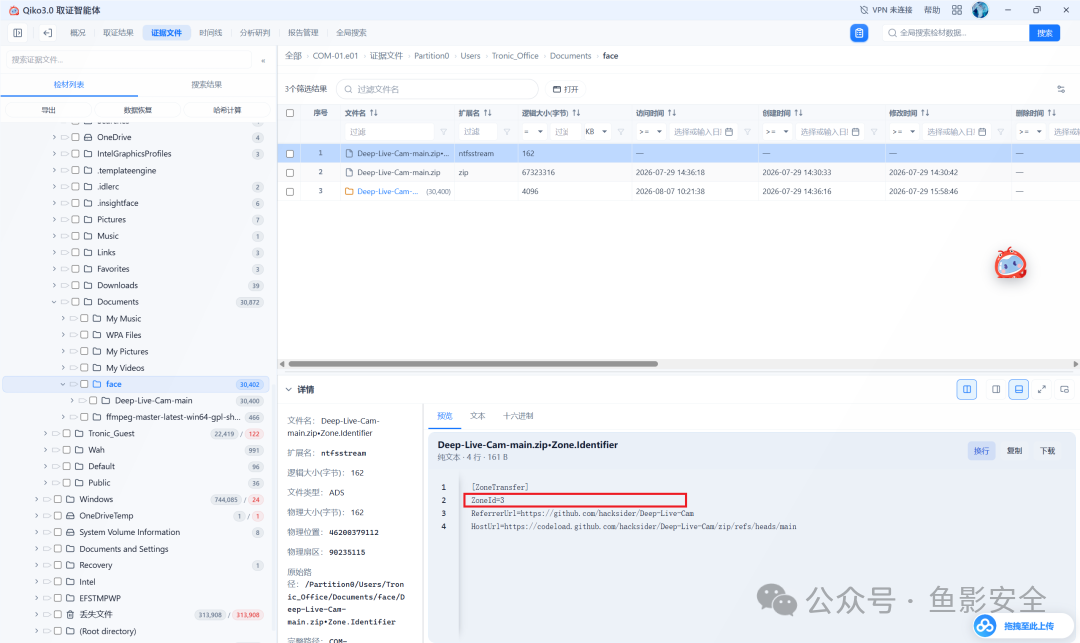 Qiko3.0 取证智能体
VPN 未连接 帮助
概况 取证结果 证据文件 时间线 分析研判 报告管理 全局搜索
全局搜索检材数据... 搜索
搜索证据文件...
检材列表 搜索结果
导出 数据恢复 哈希计算
OneDrive 4
IntelGraphicsProfiles 3
.templateengine
.idlerc 2
.insightface 6
Pictures 7
Music 1
Links 3
Favorites 3
Downloads 39
Documents 30,872
My Music
WPA Files
My Pictures
My Videos
face 30,402
Deep-Live-Cam-main 30,400
ffmpeg-master-latest-win64-gpl-sh... 466
Tronic_Guest 22,419 / 122
Wah 991
Default 96
Public 36
Windows 744,085 / 24
OneDriveTemp 1 / 1
System Volume Information 8
Documents and Settings
Recovery 1
Intel
EFSTMPWP
丢失文件 313,908 / 313,908
(Root directory)
全部 › COM-01.e01 › 证据文件 › Partition0 › Users › Tronic_Office › Documents › face
3个筛选结果 过滤文件名 打开
序号 文件名 扩展名 逻辑大小(字节) 访问时间 创建时间 修改时间 删除时间
过滤 过滤 = 过滤 KB >= 选择或输入日期 >= 选择或输入日期 >= 选择或输入日期 >=
1 Deep-Live-Cam-main.zip•... ntfsstream 162 — — — —
2 Deep-Live-Cam-main.zip zip 67323316 2026-07-29 14:36:18 2026-07-29 14:30:33 2026-07-29 14:30:42 —
3 Deep-Live-Cam-... (30,400) 4096 2026-08-07 10:21:38 2026-07-29 14:36:16 2026-07-29 15:58:46 —
详情
文件名: Deep-Live-Cam-
main.zip•Zone.Identifier
扩展名: ntfsstream
逻辑大小(字节): 162
文件类型: ADS
物理大小(字节): 162
物理位置: 46200379112
物理扇区: 90235115
原始路
径: /Partition0/Users/Tron
ic_Office/Documents/face/D
eep-Live-Cam-
main.zip•Zone.Identifier
完整路径: COM-
预览 文本 十六进制
Deep-Live-Cam-main.zip•Zone.Identifier
纯文本 · 4 行 · 161 B
换行 复制 下载
1 [ZoneTransfer]
2 ZoneId=3
3 ReferrerUrl=https://github.com/hacksider/Deep-Live-Cam
4 HostUrl=https://codeload.github.com/hacksider/Deep-Live-Cam/zip/refs/heads/main
公众号 · 鱼影安全
拖拽至此上传